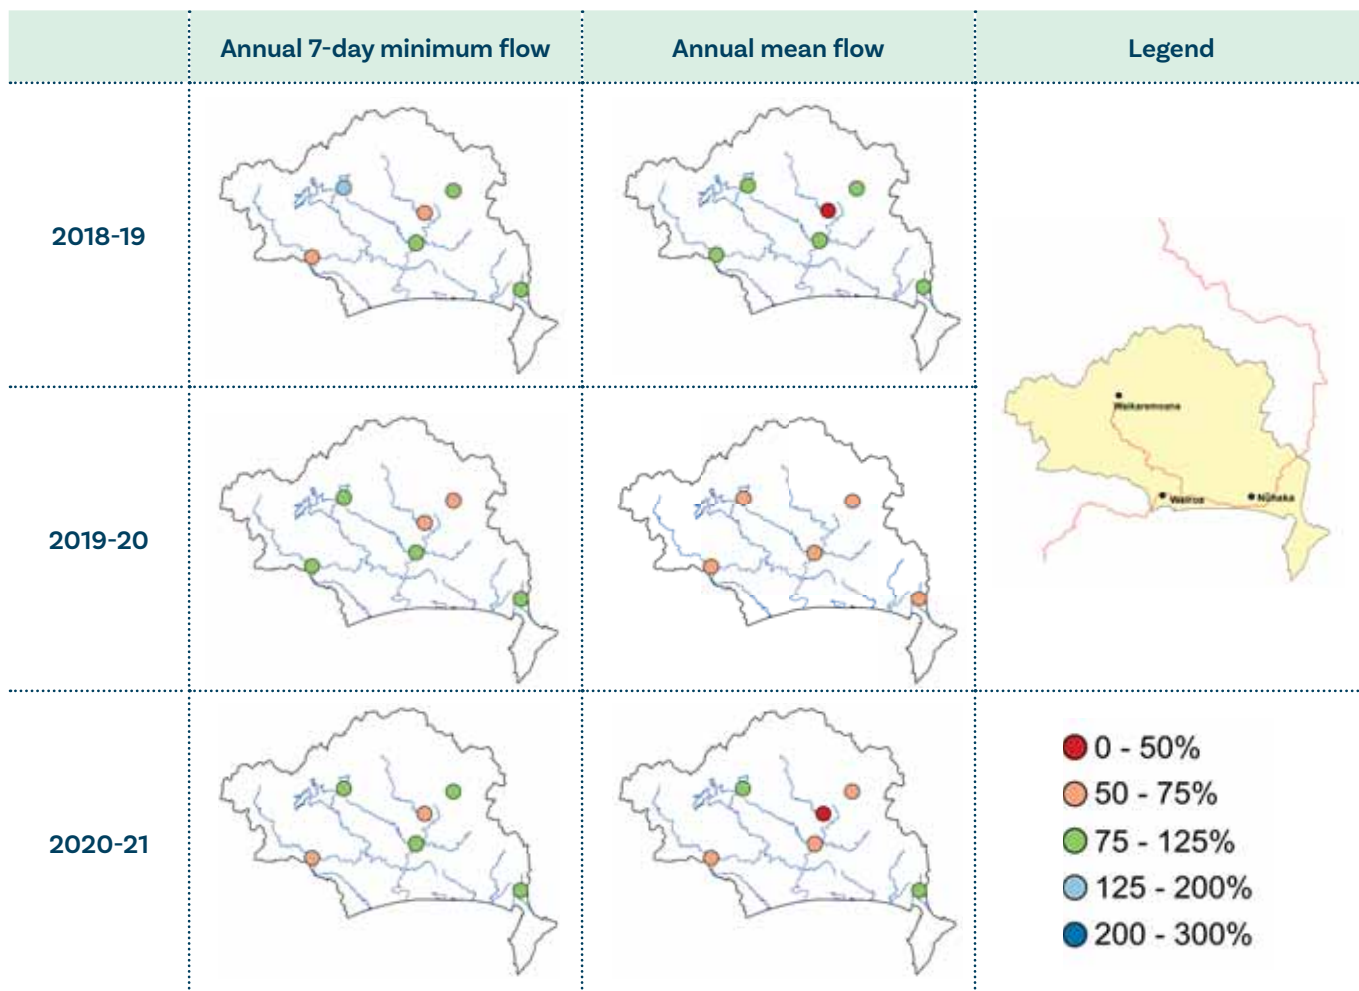 Annual 7-day minimum flow
Annual mean flow
Legend
2018-19
Waikaremoana
Wairoa
Nūhaka
2019-20
2020-21
0 - 50%
50 - 75%
75 - 125%
125 - 200%
200 - 300%